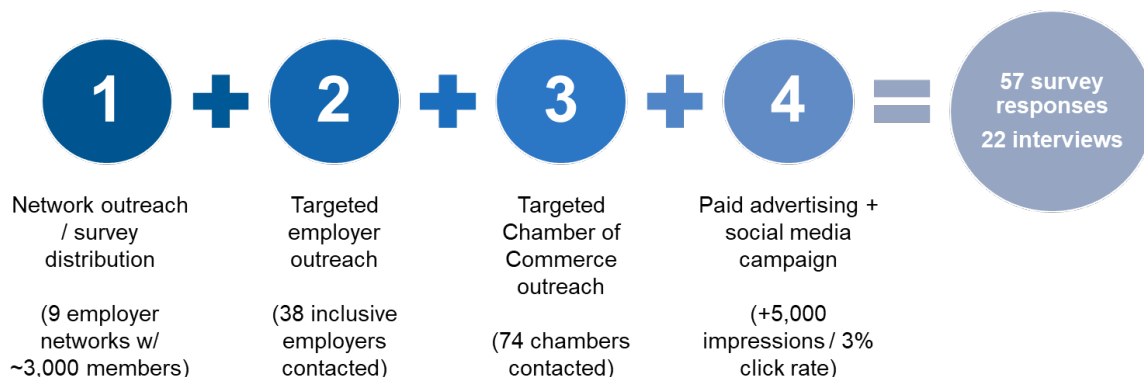 1
2
3
4
57 survey
responses
22 interviews
Network outreach
/ survey
distribution
(9 employer
networks w/
~3,000 members)
Targeted
employer
outreach
(38 inclusive
employers
contacted)
Targeted
Chamber of
Commerce
outreach
(74 chambers
contacted)
Paid advertising +
social media
campaign
(+5,000
impressions / 3%
click rate)